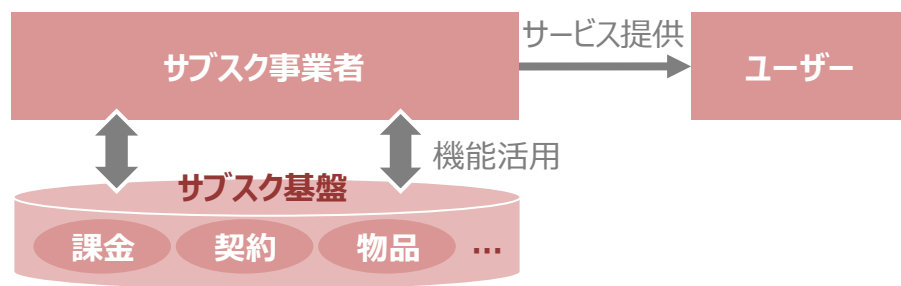 サブスク事業者
サービス提供
ユーザー
機能活用
サブスク基盤
課金
契約
物品
…